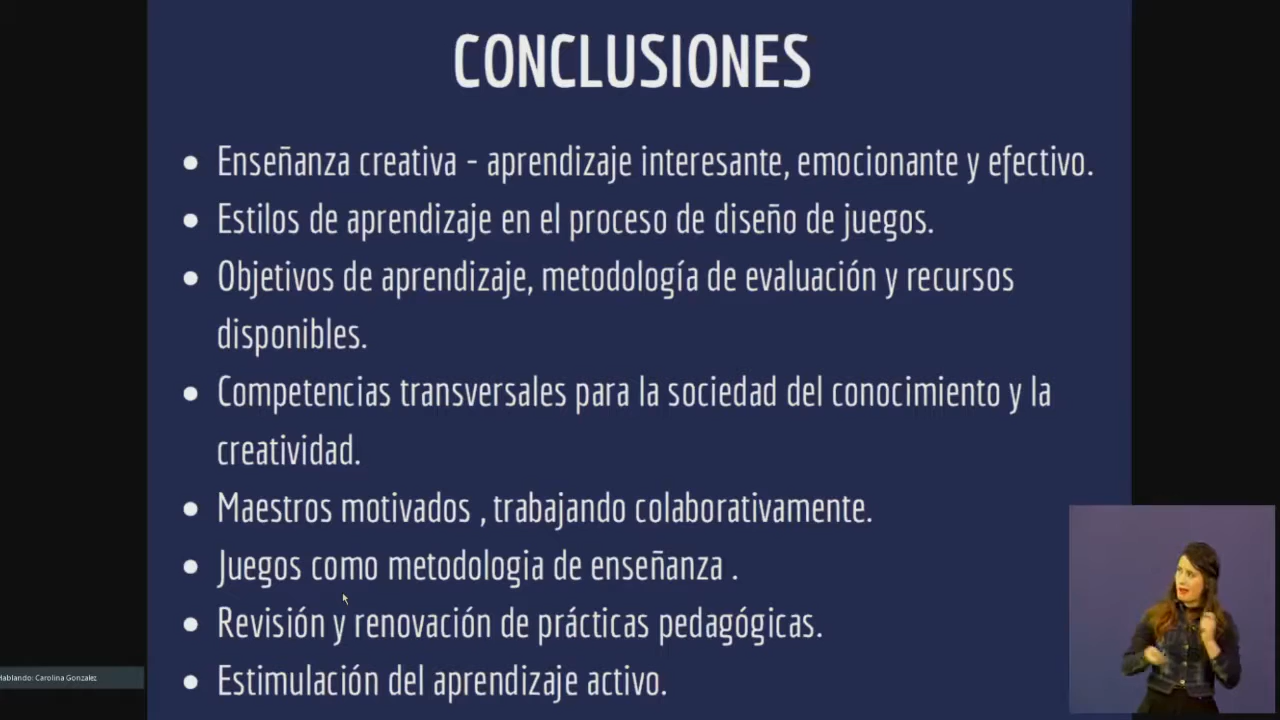 CONCLUSIONES
• Enseñanza creativa - aprendizaje interesante, emocionante y efectivo.
• Estilos de aprendizaje en el proceso de diseño de juegos.
• Objetivos de aprendizaje, metodología de evaluación y recursos
disponibles.
• Competencias transversales para la sociedad del conocimiento y la
creatividad.
• Maestros motivados , trabajando colaborativamente.
• Juegos como metodologia de enseñanza .
• Revisión y renovación de prácticas pedagógicas.
• Estimulación del aprendizaje activo.
Hablando: Carolina Gonzalez